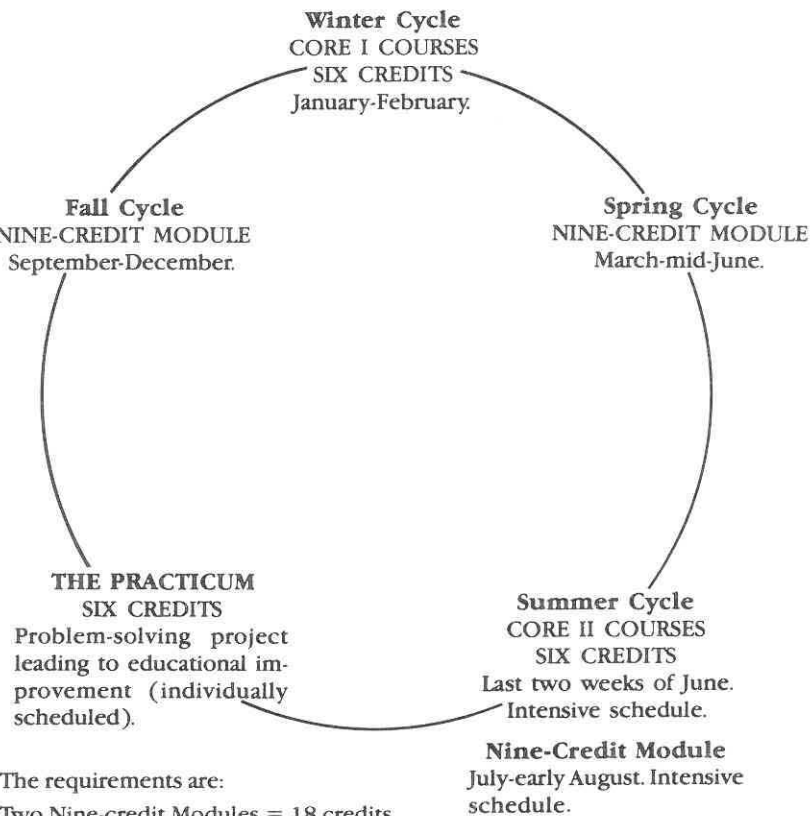 Winter Cycle
CORE I COURSES
SIX CREDITS
January-February.
Fall Cycle
NINE-CREDIT MODULE
September-December.
Spring Cycle
NINE-CREDIT MODULE
March-mid-June.
THE PRACTICUM
SIX CREDITS
Problem-solving project
leading to educational im-
provement (individually
scheduled).
Summer Cycle
CORE II COURSES
SIX CREDITS
Last two weeks of June.
Intensive schedule.
Nine-Credit Module
July-early August. Intensive
schedule.
The requirements are:
Two Nine-credit Modules = 18 credits